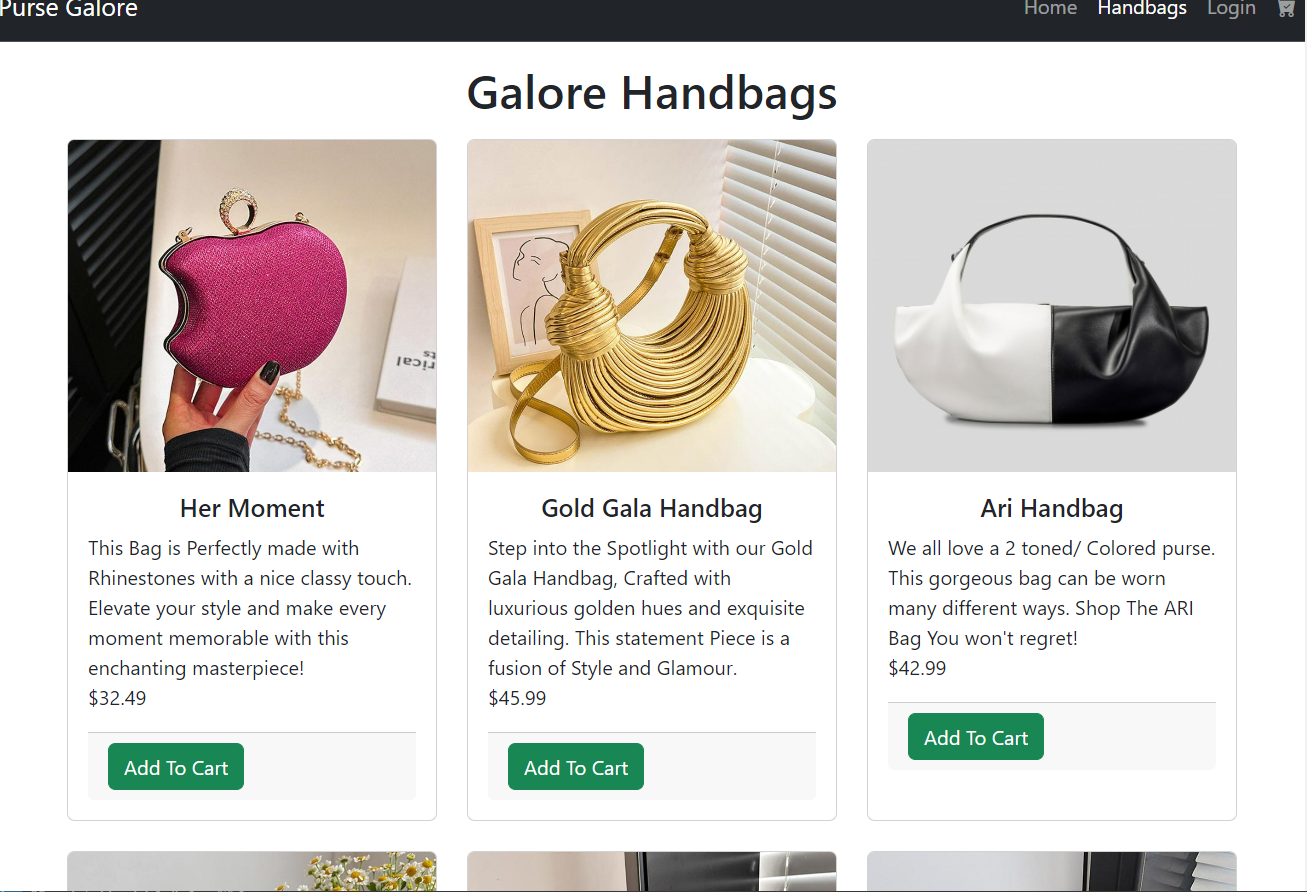 Purse Galore
Home Handbags Login
Galore Handbags
Her Moment
This Bag is Perfectly made with
Rhinestones with a nice classy touch.
Elevate your style and make every
moment memorable with this
enchanting masterpiece!
$32.49
Add To Cart
Gold Gala Handbag
Step into the Spotlight with our Gold
Gala Handbag, Crafted with
luxurious golden hues and exquisite
detailing. This statement Piece is a
fusion of Style and Glamour.
$45.99
Add To Cart
Ari Handbag
We all love a 2 toned/ Colored purse.
This gorgeous bag can be worn
many different ways. Shop The ARI
Bag You won't regret!
$42.99
Add To Cart